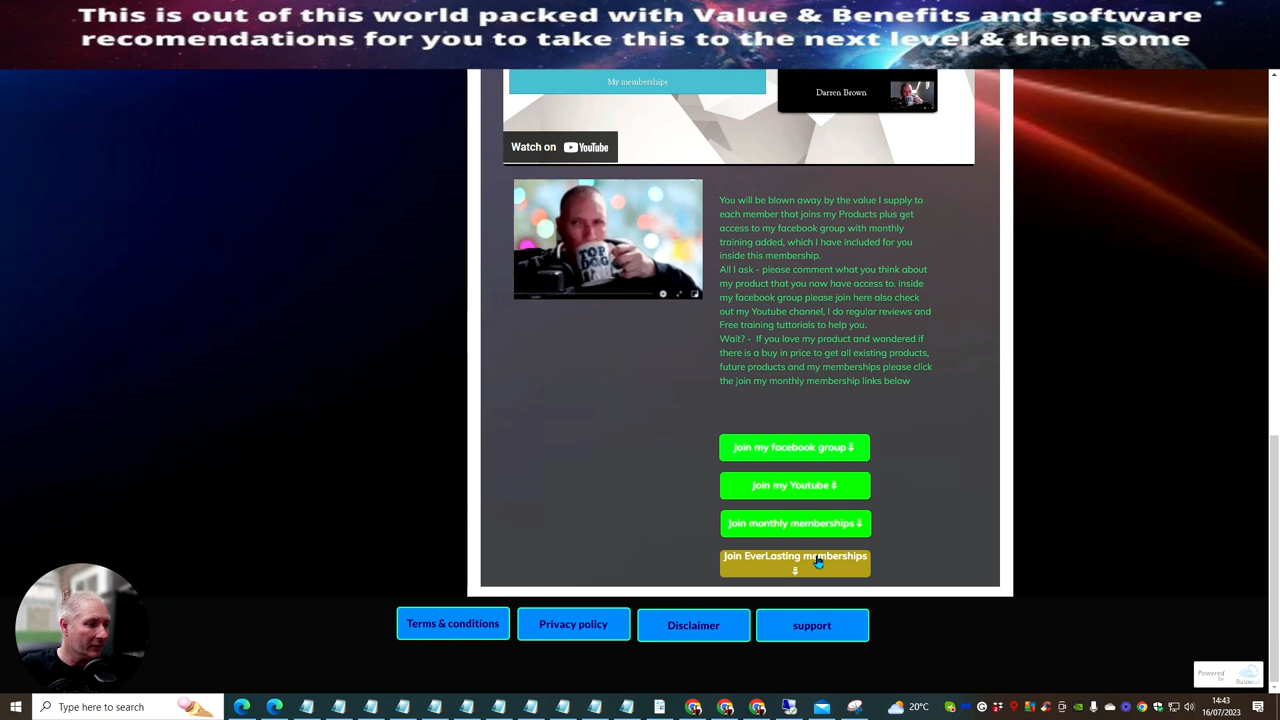 This is out of this world packed with Value & Benefits and software
recomendations for you to take this to the next level & then some
My memberships
Darren Brown
Watch on YouTube
TOP
DOG
You will be blown away by the value I supply to
each member that joins my Products plus get
access to my facebook group with monthly
training added, which I have included for you
inside this membership.
All I ask - please comment what you think about
my product that you now have access to. inside
my facebook group please join here also check
out my Youtube channel, I do regular reviews and
Free training tuttorials to help you.
Wait? - If you love my product and wondered if
there is a buy in price to get all existing products,
future products and my memberships please click
the join my monthly membership links below
Join my facebook group
Join my Youtube
Join monthly memberships
Join EverLasting memberships
Terms & conditions
Privacy policy
Disclaimer
support
Powered
By
Type here to search
20°C
14:43
16/07/2023